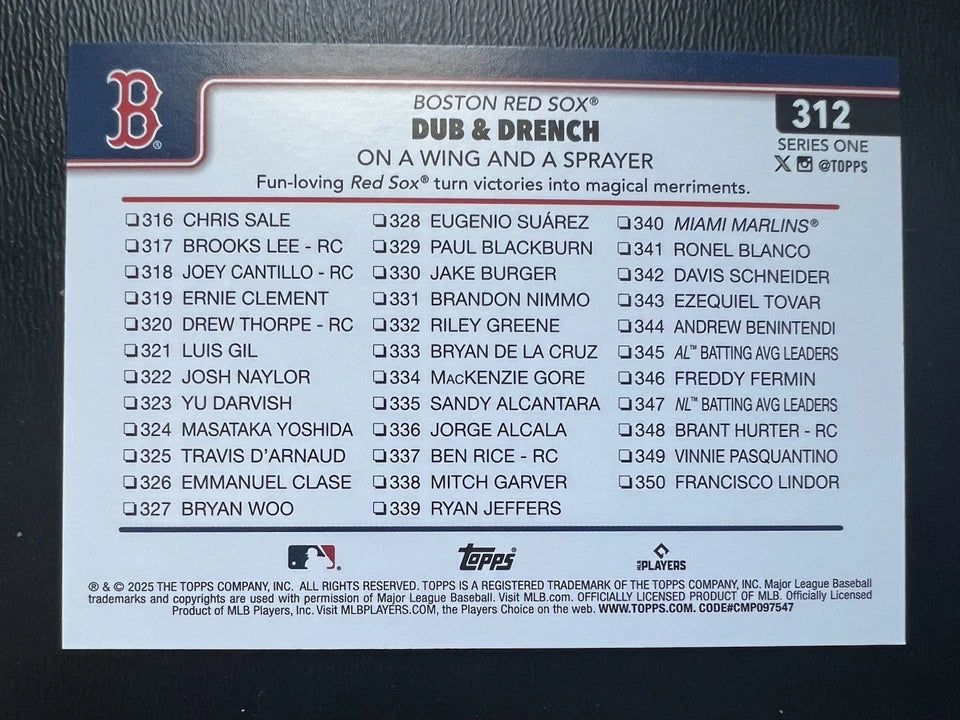 B ®
BOSTON RED SOX®
312
DUB & DRENCH
SERIES ONE
ON A WING AND A SPRAYER
@TOPPS
Fun-loving Red Sox® turn victories into magical merriments.
❏316 CHRIS SALE
❏317 BROOKS LEE - RC
❏318 JOEY CANTILLO - RC
❏319 ERNIE CLEMENT
❏320 DREW THORPE - RC
❏321 LUIS GIL
❏322 JOSH NAYLOR
❏323 YU DARVISH
❏324 MASATAKA YOSHIDA
❏325 TRAVIS D'ARNAUD
❏326 EMMANUEL CLASE
❏327 BRYAN WOO
❏328 EUGENIO SUÁREZ
❏329 PAUL BLACKBURN
❏330 JAKE BURGER
❏331 BRANDON NIMMO
❏332 RILEY GREENE
❏333 BRYAN DE LA CRUZ
❏334 MACKENZIE GORE
❏335 SANDY ALCANTARA
❏336 JORGE ALCALA
❏337 BEN RICE - RC
❏338 MITCH GARVER
❏339 RYAN JEFFERS
❏340 MIAMI MARLINS®
❏341 RONEL BLANCO
❏342 DAVIS SCHNEIDER
❏343 EZEQUIEL TOVAR
❏344 ANDREW BENINTENDI
❏345 AL™ BATTING AVG LEADERS
❏346 FREDDY FERMIN
❏347 NL™ BATTING AVG LEADERS
❏348 BRANT HURTER - RC
❏349 VINNIE PASQUANTINO
❏350 FRANCISCO LINDOR
topps®
MLB PLAYERS
® & © 2025 THE TOPPS COMPANY, INC. ALL RIGHTS RESERVED. TOPPS IS A REGISTERED TRADEMARK OF THE TOPPS COMPANY, INC. Major League Baseball
trademarks and copyrights are used with permission of Major League Baseball. Visit MLB.com. OFFICIALLY LICENSED PRODUCT OF MLB. Officially Licensed
Product of MLB Players, Inc. Visit MLBPLAYERS.COM, the Players Choice on the web. WWW.TOPPS.COM. CODE#CMP097547